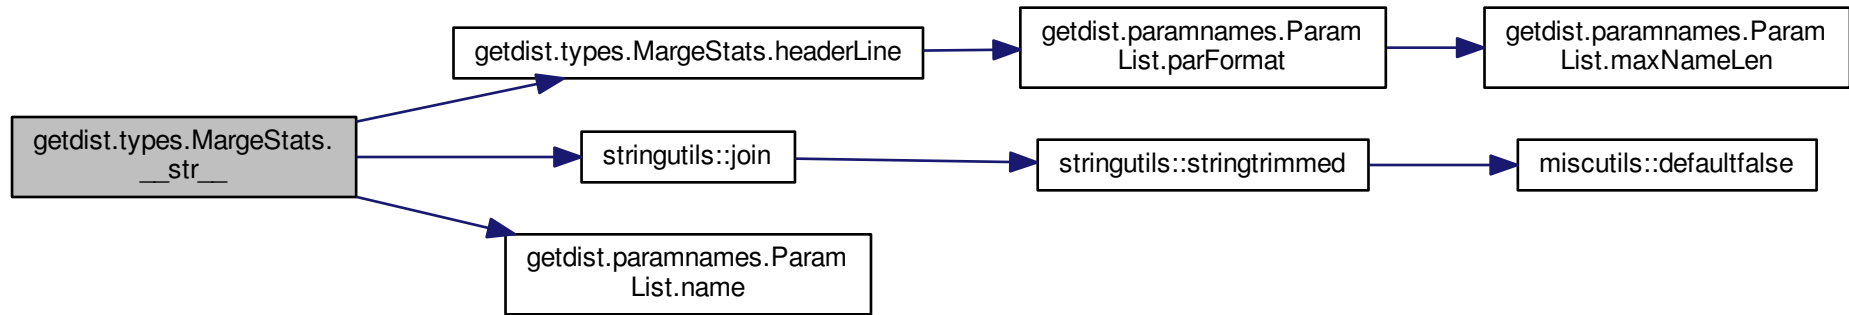 getdist.types.MargeStats.
__str__
getdist.types.MargeStats.headerLine
getdist.paramnames.Param
List.parFormat
getdist.paramnames.Param
List.maxNameLen
stringutils::join
stringutils::stringtrimmed
miscutils::defaultfalse
getdist.paramnames.Param
List.name